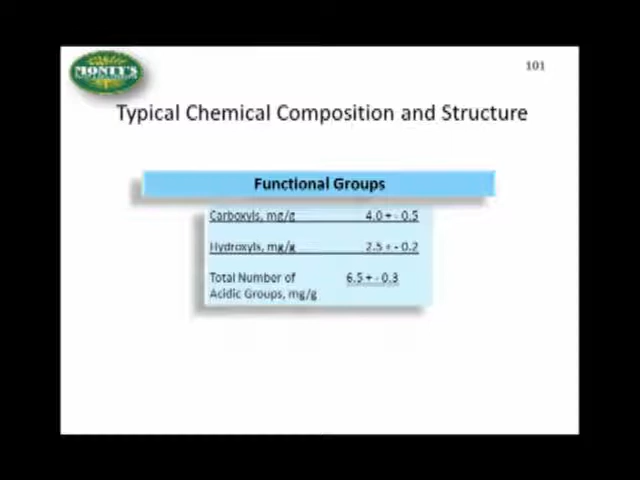 MONTY'S
101
Typical Chemical Composition and Structure
Functional Groups
Carboxyls, mg/g 4.0 + - 0.5
Hydroxyls, mg/g 2.5 + - 0.2
Total Number of 6.5 + - 0.3
Acidic Groups, mg/g